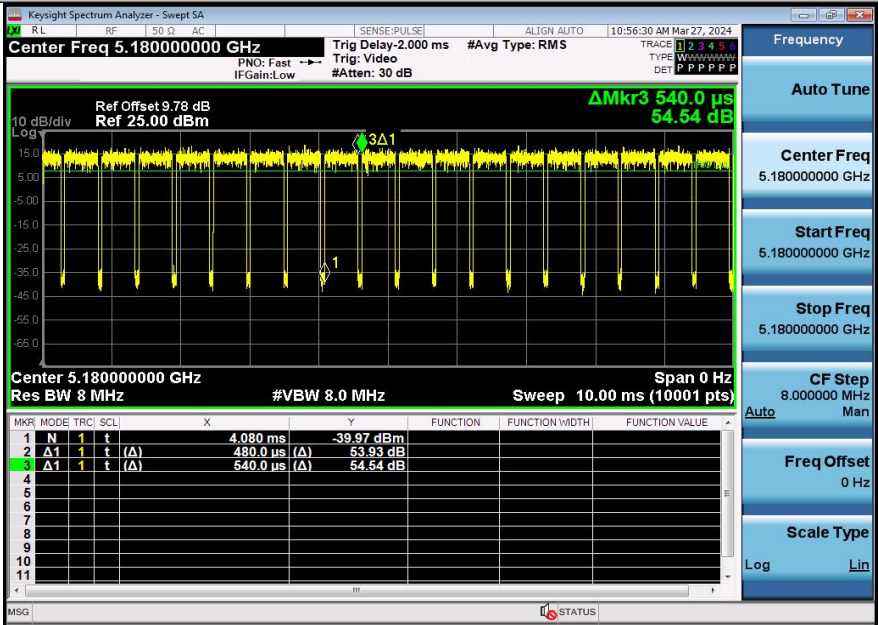 Keysight Spectrum Analyzer - Swept SA
LXI RL RF 50 Ω AC SENSE:PULSE ALIGN AUTO 10:56:30 AM Mar 27, 2024
Center Freq 5.180000000 GHz
PNO: Fast
IFGain:Low
Trig Delay-2.000 ms
Trig: Video
#Atten: 30 dB
#Avg Type: RMS
TRACE 1 2 3 4 5 6
TYPE WWWWWW
DET P P P P P P
Ref Offset 9.78 dB
10 dB/div Ref 25.00 dBm
ΔMkr3 540.0 µs
54.54 dB
Log
15.0
5.00
-5.00
-15.0
-25.0
-35.0
-45.0
-55.0
-65.0
3Δ1
1
Center 5.180000000 GHz Span 0 Hz
Res BW 8 MHz #VBW 8.0 MHz Sweep 10.00 ms (10001 pts)
MKR MODE TRC SCL X Y FUNCTION FUNCTION WIDTH FUNCTION VALUE
1 N 1 t 4.080 ms -39.97 dBm
2 Δ1 1 t (Δ) 480.0 µs (Δ) 53.93 dB
3 Δ1 1 t (Δ) 540.0 µs (Δ) 54.54 dB
4
5
6
7
8
9
10
11
MSG STATUS
Frequency
Auto Tune
Center Freq
5.180000000 GHz
Start Freq
5.180000000 GHz
Stop Freq
5.180000000 GHz
CF Step
8.000000 MHz
Auto Man
Freq Offset
0 Hz
Scale Type
Log Lin